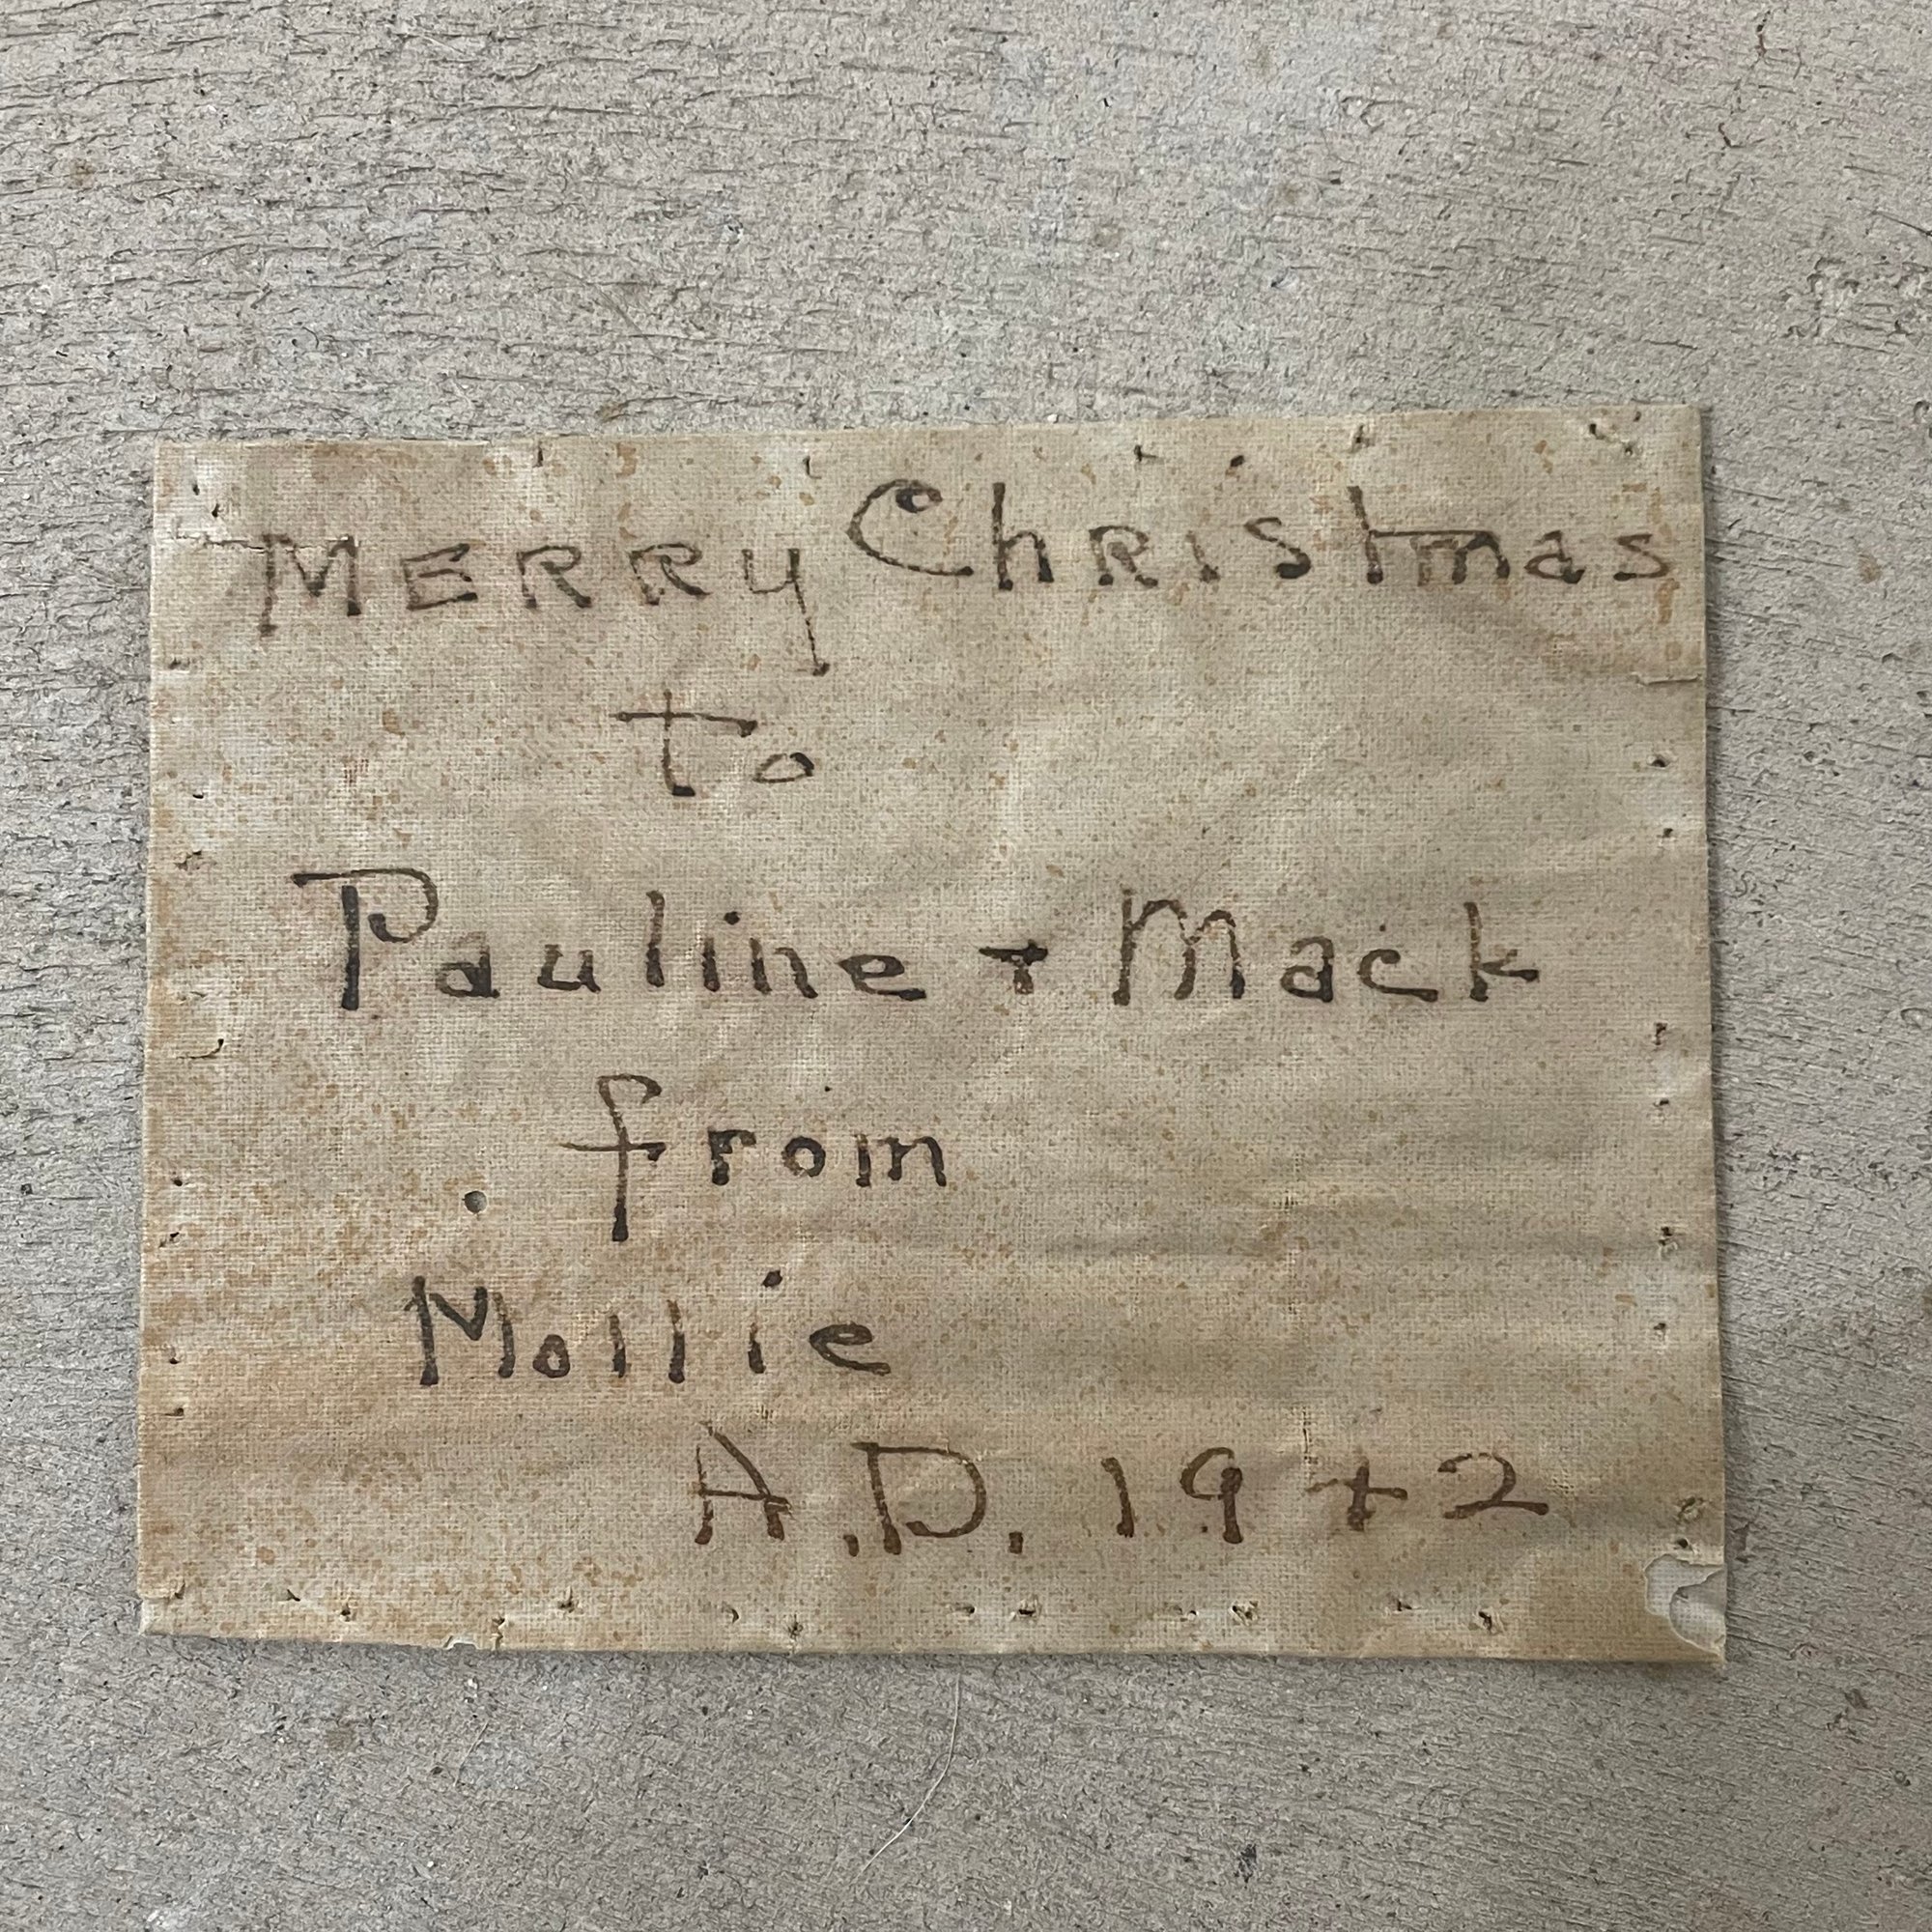 Merry Christmas
to
Pauline + Mack
from
Mollie
A.D. 1942